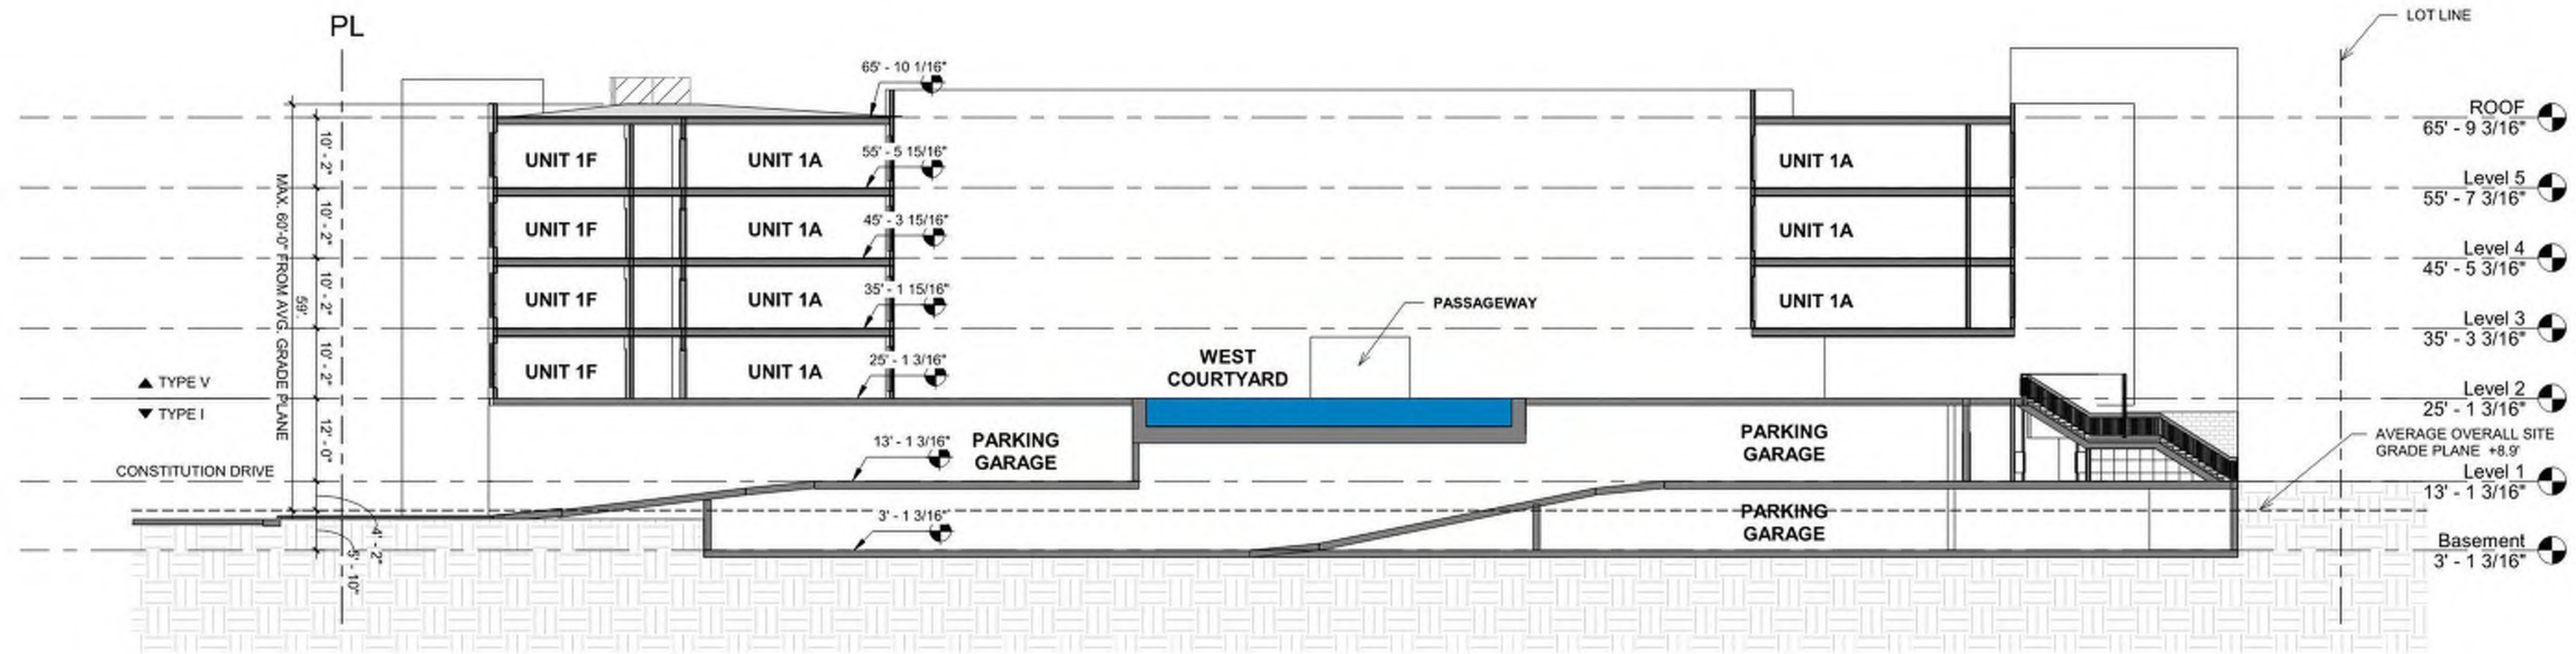 PL
LOT LINE
65' - 10 1/16"
ROOF
65' - 9 3/16"
10' - 2"
UNIT 1F
UNIT 1A
55' - 5 15/16"
UNIT 1A
Level 5
55' - 7 3/16"
10' - 2"
UNIT 1F
UNIT 1A
45' - 3 15/16"
UNIT 1A
Level 4
45' - 5 3/16"
MAX. 60'-0" FROM AVG. GRADE PLANE
59'.
10' - 2"
UNIT 1F
UNIT 1A
35' - 1 15/16"
PASSAGEWAY
UNIT 1A
Level 3
35' - 3 3/16"
10' - 2"
UNIT 1F
UNIT 1A
25' - 1 3/16"
WEST
COURTYARD
TYPE V
TYPE I
Level 2
25' - 1 3/16"
12' - 0"
CONSTITUTION DRIVE
13' - 1 3/16"
PARKING
GARAGE
PARKING
GARAGE
AVERAGE OVERALL SITE
GRADE PLANE +8.9'
Level 1
13' - 1 3/16"
4' - 2"
5' - 10"
3' - 1 3/16"
PARKING
GARAGE
Basement
3' - 1 3/16"